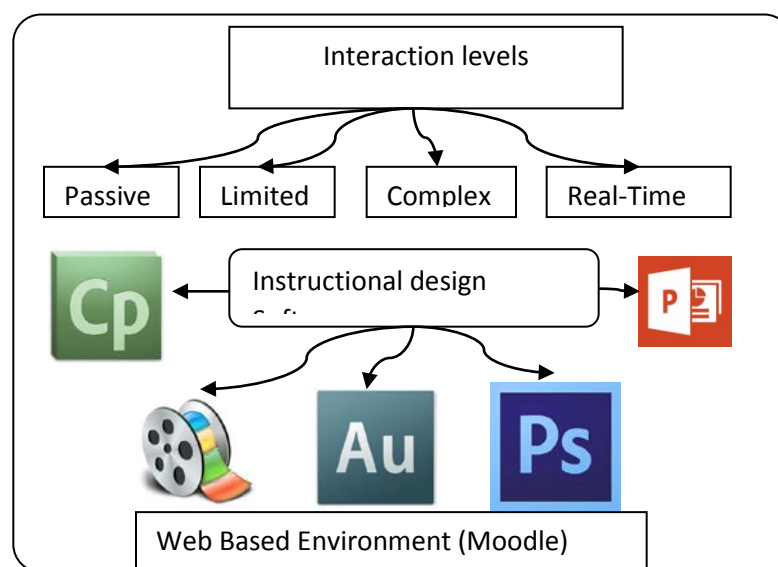 Interaction levels
Passive
Limited
Complex
Real-Time
Cp
Instructional design
P
Au
Ps
Web Based Environment (Moodle)